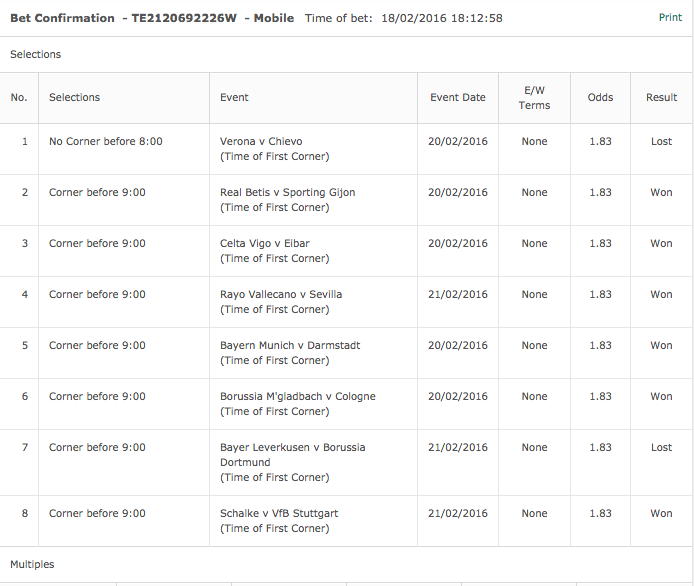 Bet Confirmation - TE2120692226W - Mobile Time of bet: 18/02/2016 18:12:58 Print
Selections
No. Selections Event Event Date E/W Terms Odds Result
1 No Corner before 8:00 Verona v Chievo 20/02/2016 None 1.83 Lost
(Time of First Corner)
2 Corner before 9:00 Real Betis v Sporting Gijon 20/02/2016 None 1.83 Won
(Time of First Corner)
3 Corner before 9:00 Celta Vigo v Eibar 20/02/2016 None 1.83 Won
(Time of First Corner)
4 Corner before 9:00 Rayo Vallecano v Sevilla 21/02/2016 None 1.83 Won
(Time of First Corner)
5 Corner before 9:00 Bayern Munich v Darmstadt 20/02/2016 None 1.83 Won
(Time of First Corner)
6 Corner before 9:00 Borussia M'gladbach v Cologne 20/02/2016 None 1.83 Won
(Time of First Corner)
7 Corner before 9:00 Bayer Leverkusen v Borussia 21/02/2016 None 1.83 Lost
Dortmund
(Time of First Corner)
8 Corner before 9:00 Schalke v VfB Stuttgart 21/02/2016 None 1.83 Won
(Time of First Corner)
Multiples